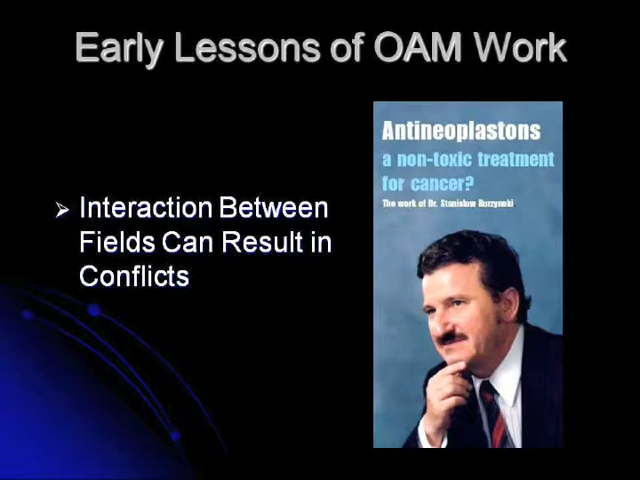 Early Lessons of OAM Work
Antineoplastons
a non-toxic treatment
for cancer?
The work of Dr. Stanislaw Burzynski
Interaction Between
Fields Can Result in
Conflicts